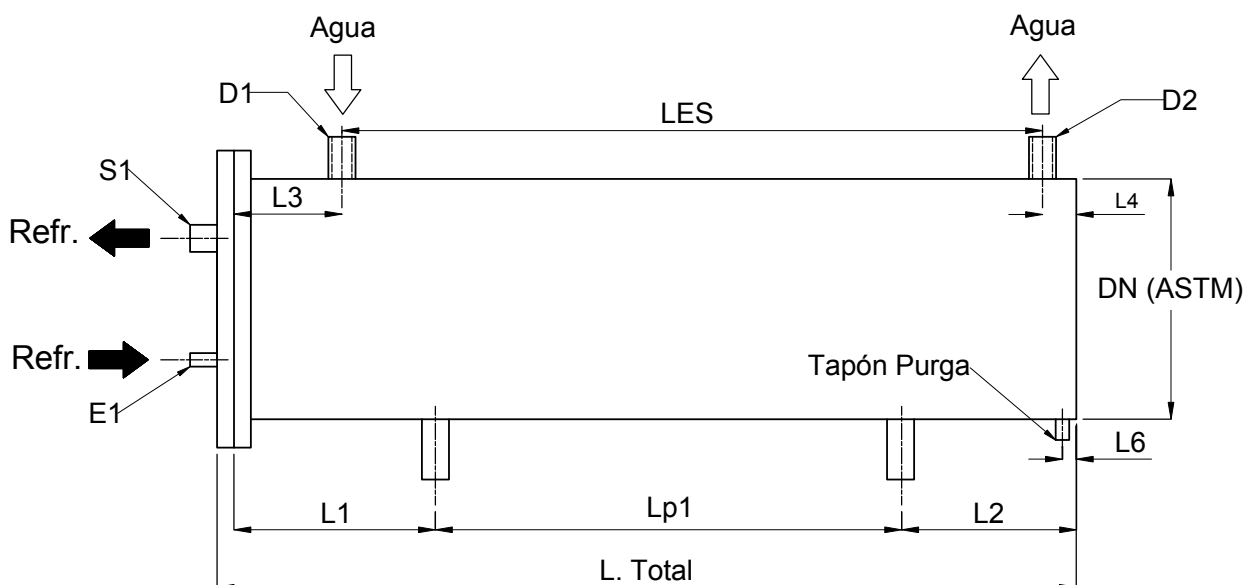 Agua
Agua
D1
LES
D2
S1
L3
L4
Refr.
DN (ASTM)
Refr.
Tapón Purga
E1
L6
L1
Lp1
L2
L. Total